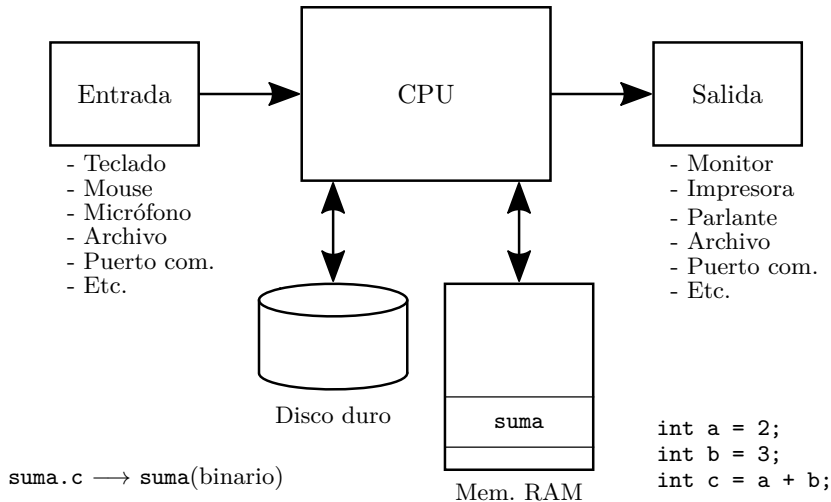 Entrada
CPU
Salida
- Teclado
- Mouse
- Micrófono
- Archivo
- Puerto com.
- Etc.
- Monitor
- Impresora
- Parlante
- Archivo
- Puerto com.
- Etc.
Disco duro
suma
Mem. RAM
suma.c ⟶ suma(binario)
int a = 2;
int b = 3;
int c = a + b;